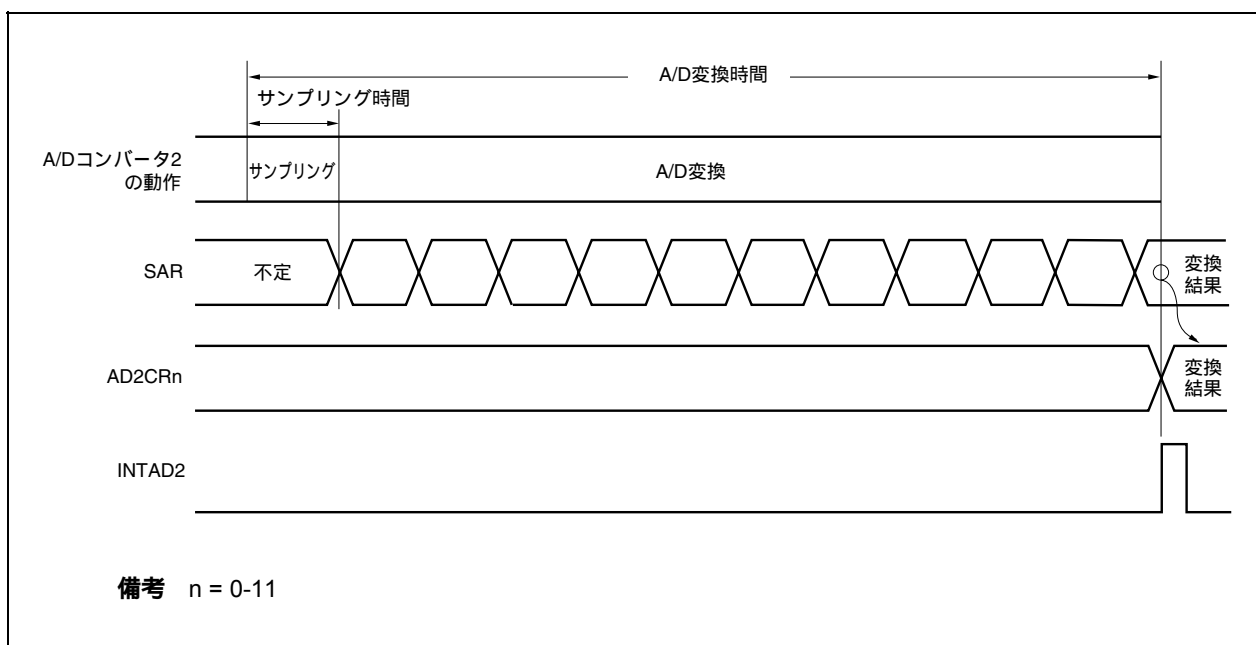 A/D変換時間
サンプリング時間
A/Dコンバータ2
の動作
サンプリング
A/D変換
SAR
不定
変換
結果
AD2CRn
変換
結果
INTAD2
備考 n = 0-11